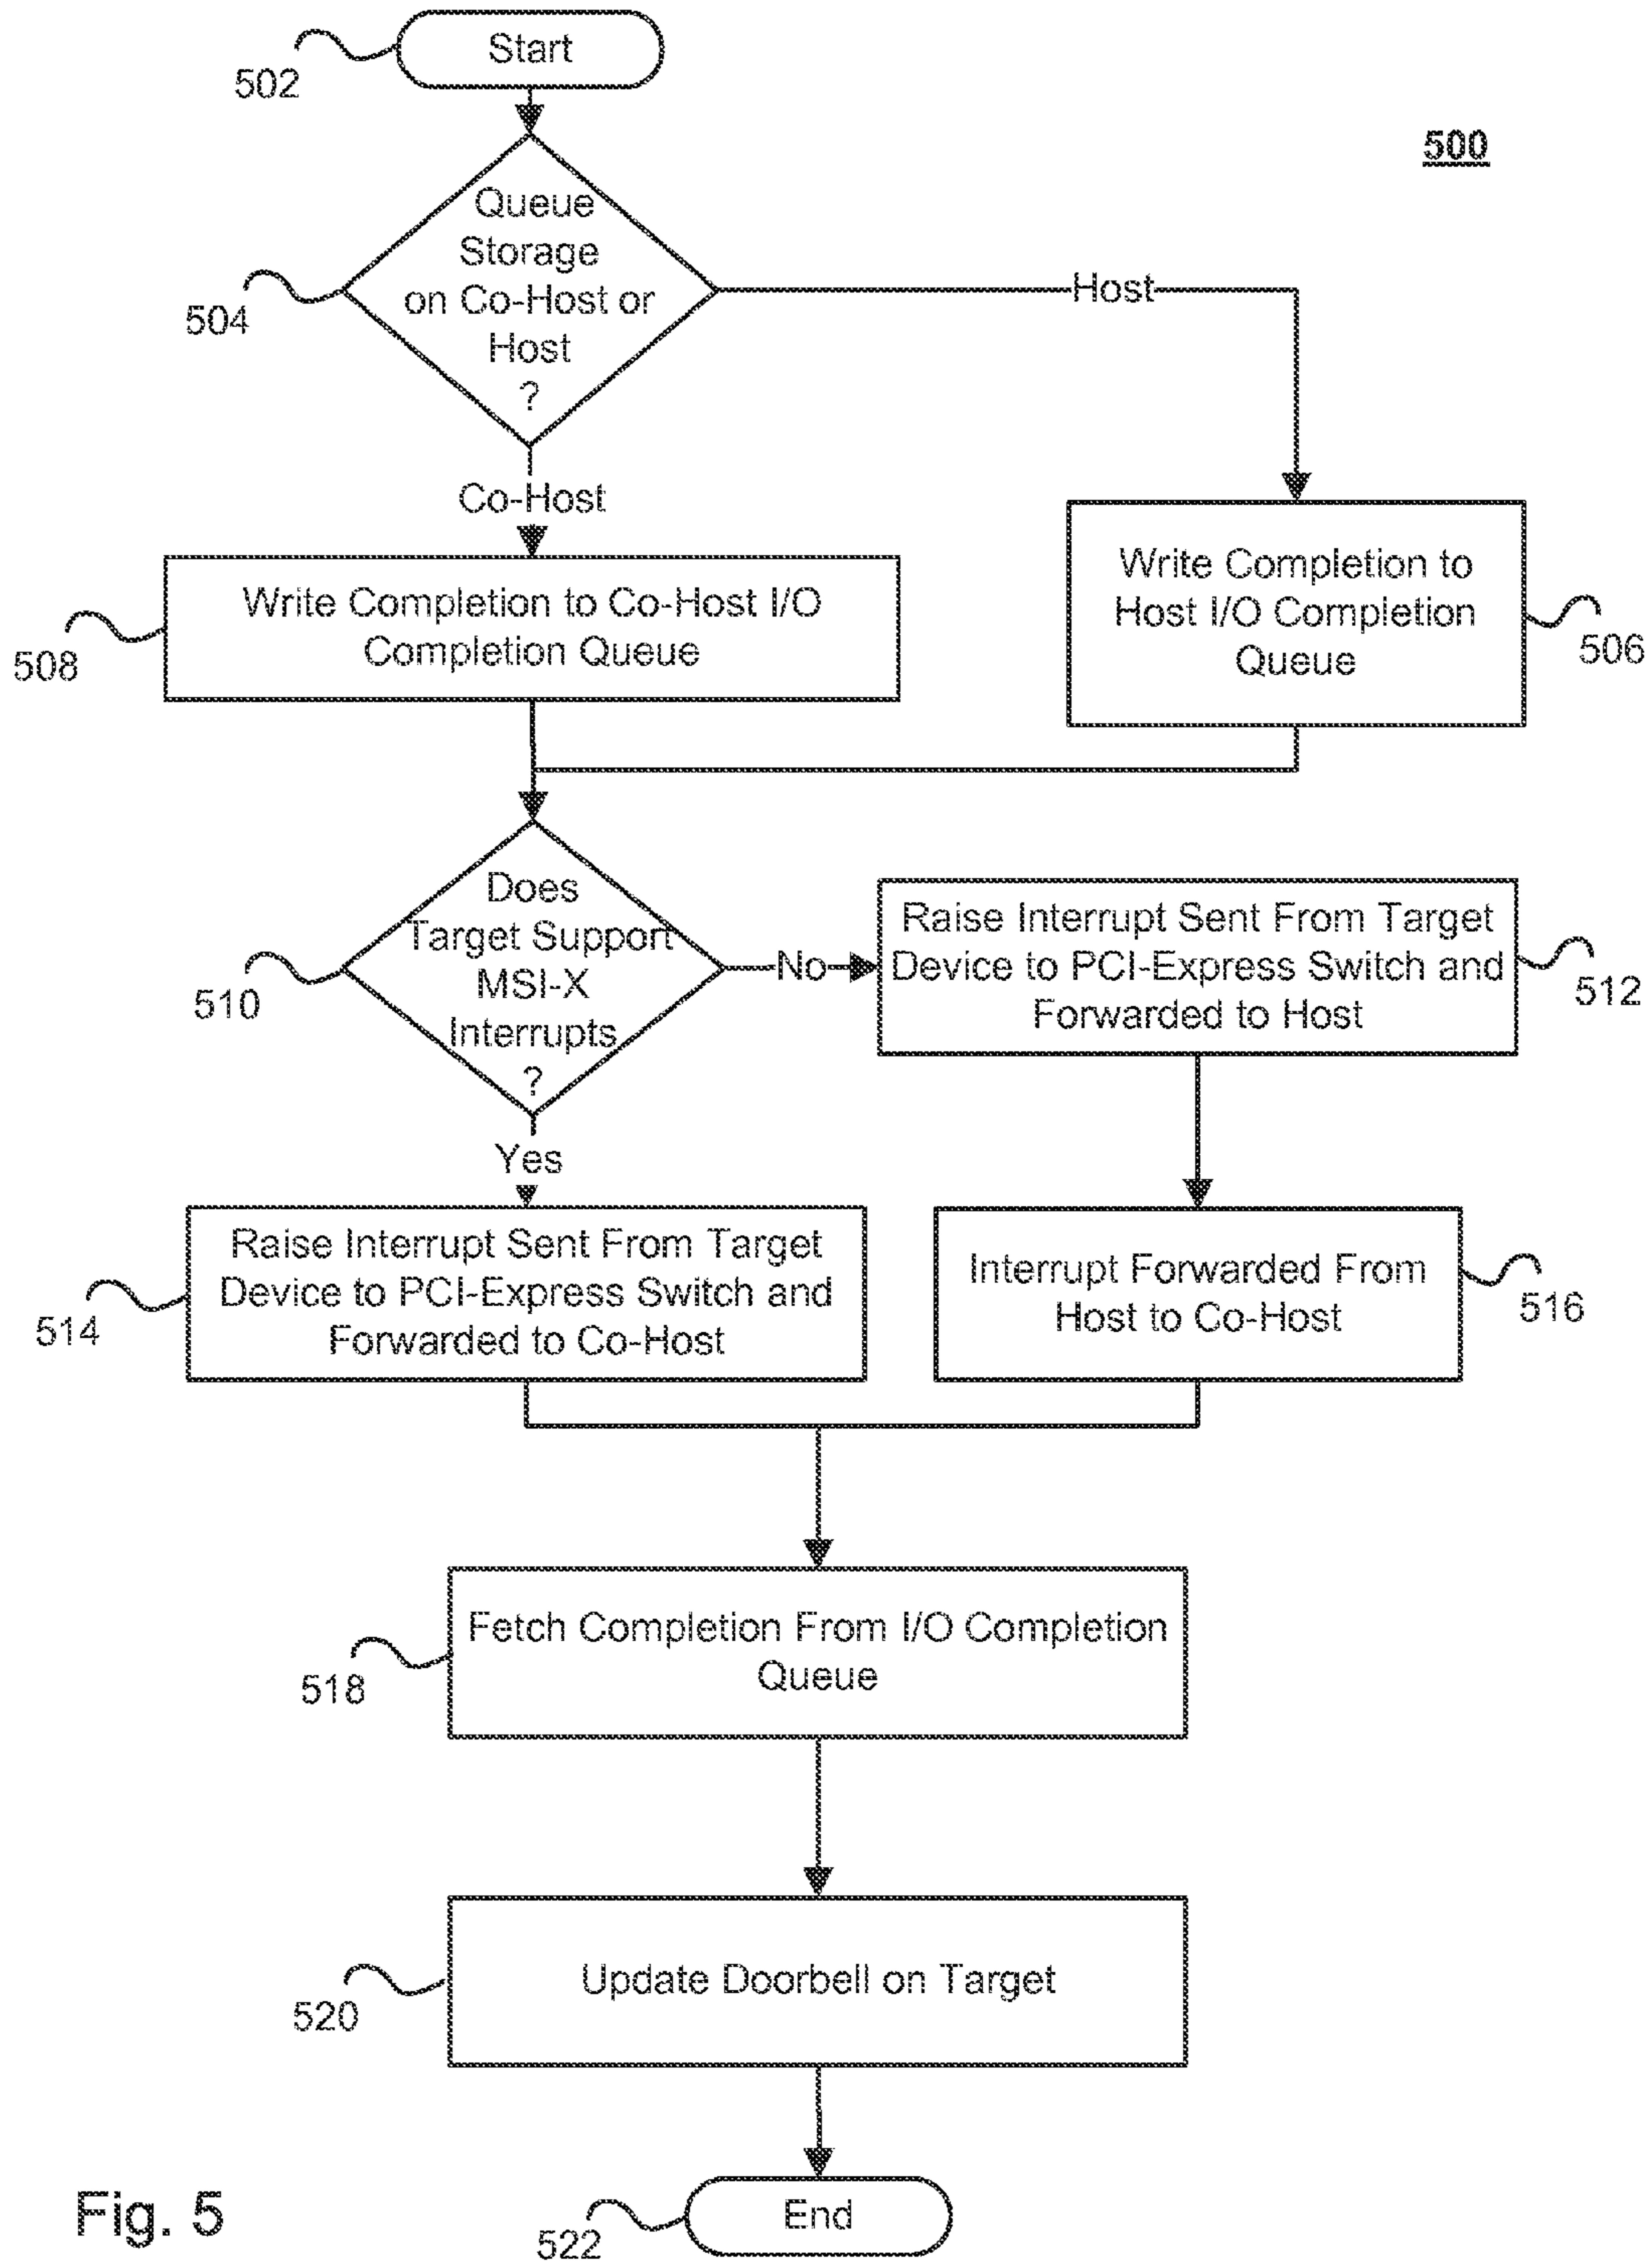 Start
502
500
Queue
Storage
on Co-Host or
Host
?
504
Host
Co-Host
Write Completion to Co-Host I/O
Completion Queue
508
Write Completion to
Host I/O Completion
Queue
506
Does
Target Support
MSI-X
Interrupts
?
510
No
Raise Interrupt Sent From Target
Device to PCI-Express Switch and
Forwarded to Host
512
Yes
Raise Interrupt Sent From Target
Device to PCI-Express Switch and
Forwarded to Co-Host
514
Interrupt Forwarded From
Host to Co-Host
516
Fetch Completion From I/O Completion
Queue
518
Update Doorbell on Target
520
End
522
Fig. 5